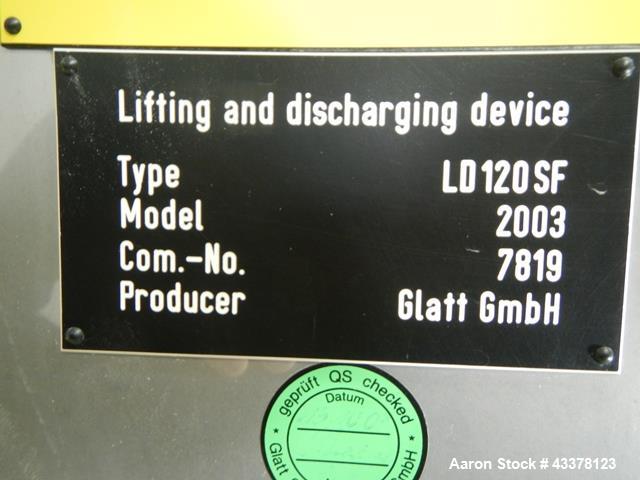 Lifting and discharging device
Type LD120SF
Model 2003
Com.-No. 7819
Producer Glatt GmbH
geprüft QS checked
Datum
Glatt GmbH
Aaron Stock # 43378123